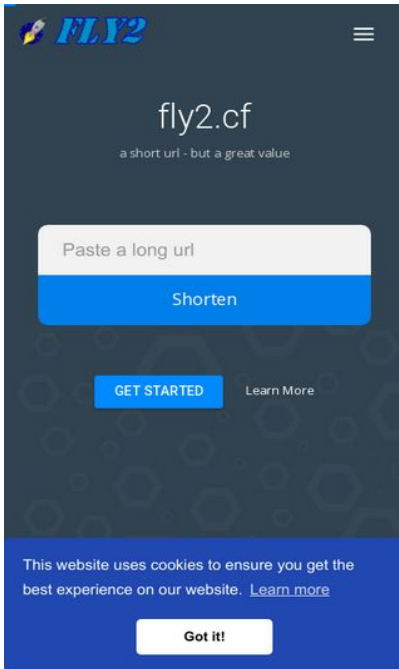 FLY2
fly2.cf
a short url - but a great value
Paste a long url
Shorten
GET STARTED
Learn More
This website uses cookies to ensure you get the
best experience on our website. Learn more
Got it!